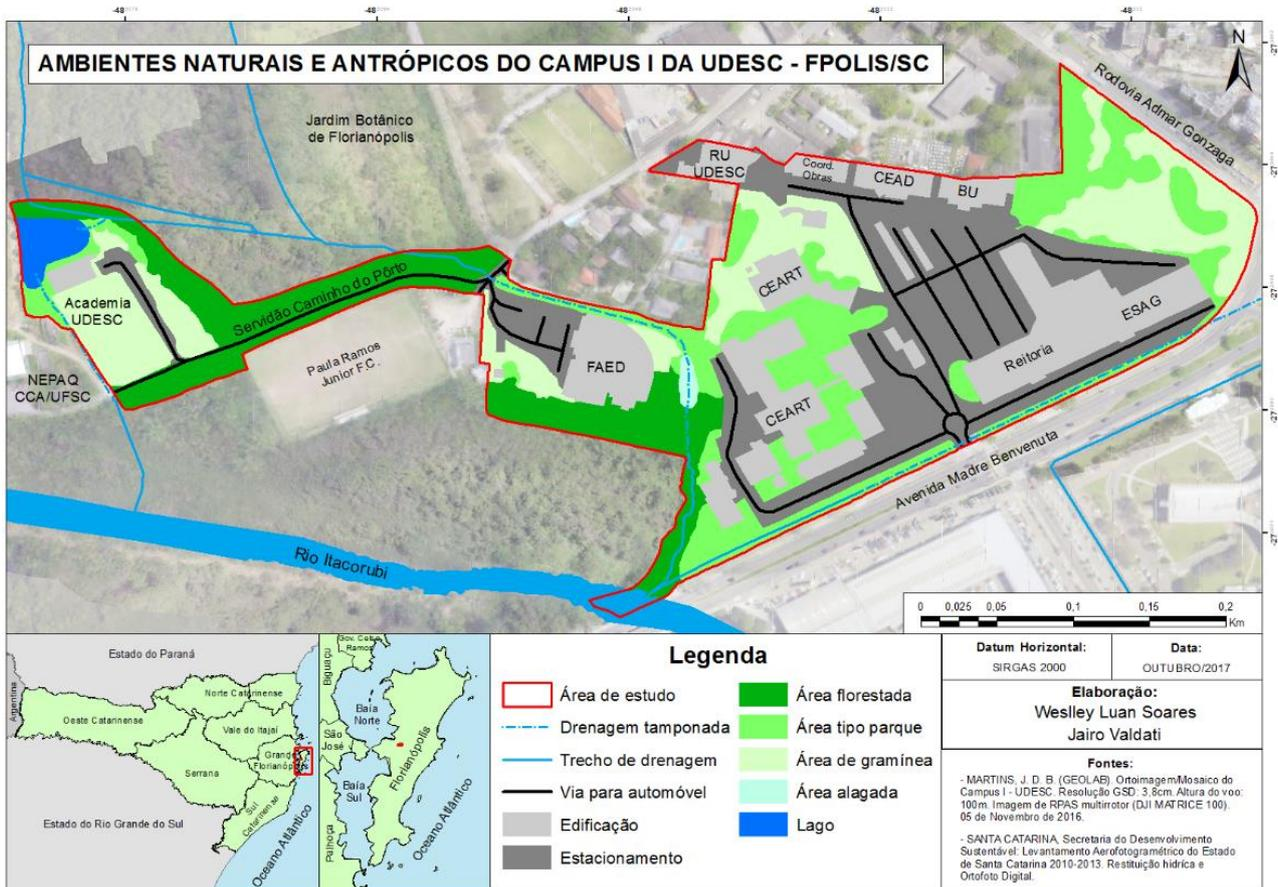 AMBIENTES NATURAIS E ANTRÓPICOS DO CAMPUS I DA UDESC - FPOLIS/SC
N
Rodovia Admar Gonzaga
Jardim Botânico
de Florianópolis
RU
UDESC
Coord.
Obras
CEAD
BU
CEART
Servidão Caminho do Pôrto
Academia
UDESC
ESAG
Paula Ramos
Junior F.C.
FAED
Reitoria
NEPAQ
CCA/UFSC
CEART
Avenida Madre Benvenuta
Rio Itacorubi
0 0,025 0,05 0,1 0,15 0,2
Km
Estado do Paraná
Argentina
Norte Catarinense
Oeste Catarinense
Vale do Itajaí
Grande
Florianópolis
Serrana
Sul
Catarinense
Estado do Rio Grande do Sul
Oceano Atlântico
Gov. Celso
Ramos
Biguaçu
Baía
Norte
São
José
Florianópolis
Baía
Sul
Palhoça
Oceano Atlântico
Legenda
Área de estudo
Drenagem tamponada
Trecho de drenagem
Via para automóvel
Edificação
Estacionamento
Área florestada
Área tipo parque
Área de gramínea
Área alagada
Lago
Datum Horizontal:
SIRGAS 2000
Data:
OUTUBRO/2017
Elaboração:
Weslley Luan Soares
Jairo Valdati
Fontes:
- MARTINS, J. D. B. (GEOLAB). Ortoimagem/Mosaico do
Campus I - UDESC. Resolução GSD: 3,8cm. Altura do voo:
100m. Imagem de RPAS multirotor (DJI MATRICE 100).
05 de Novembro de 2016.
- SANTA CATARINA, Secretaria do Desenvolvimento
Sustentável: Levantamento Aerofotogramétrico do Estado
de Santa Catarina 2010-2013. Restituição hidríca e
Ortofoto Digital.